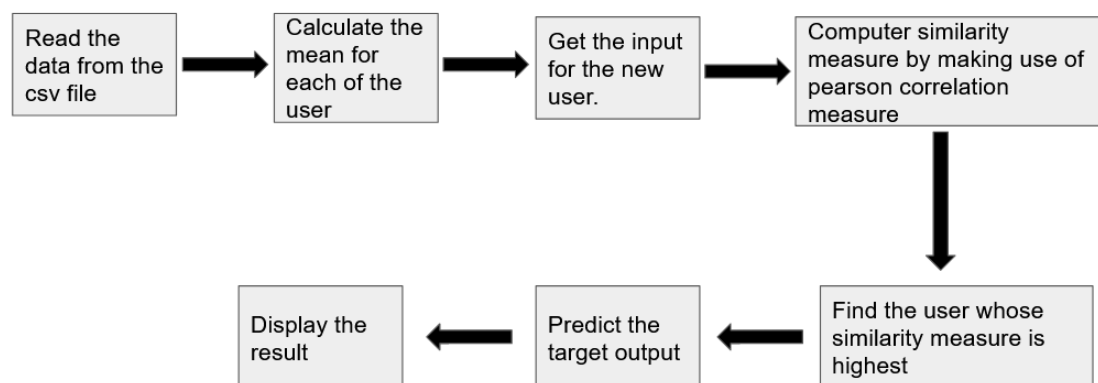 Read the
data from the
csv file
Calculate the
mean for
each of the
user
Get the input
for the new
user.
Computer similarity
measure by making use of
pearson correlation
measure
Find the user whose
similarity measure is
highest
Predict the
target output
Display the
result